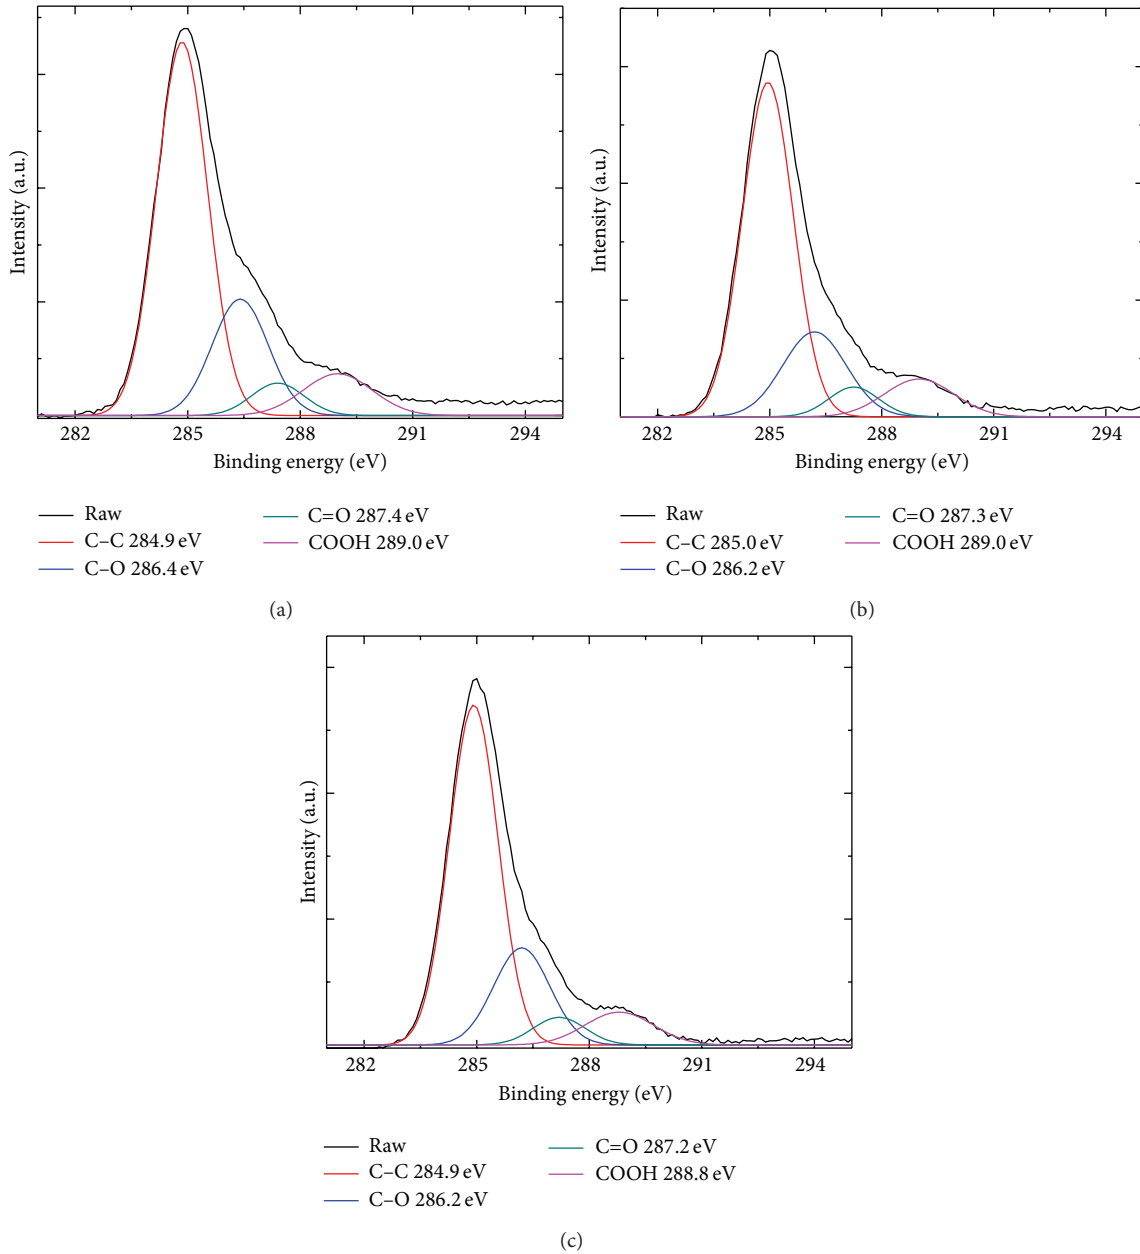 Intensity (a.u.)
282 285 288 291 294
Binding energy (eV)
Raw
C–C 284.9 eV
C–O 286.4 eV
C=O 287.4 eV
COOH 289.0 eV
(a)
Intensity (a.u.)
282 285 288 291 294
Binding energy (eV)
Raw
C–C 285.0 eV
C–O 286.2 eV
C=O 287.3 eV
COOH 289.0 eV
(b)
Intensity (a.u.)
282 285 288 291 294
Binding energy (eV)
Raw
C–C 284.9 eV
C–O 286.2 eV
C=O 287.2 eV
COOH 288.8 eV
(c)